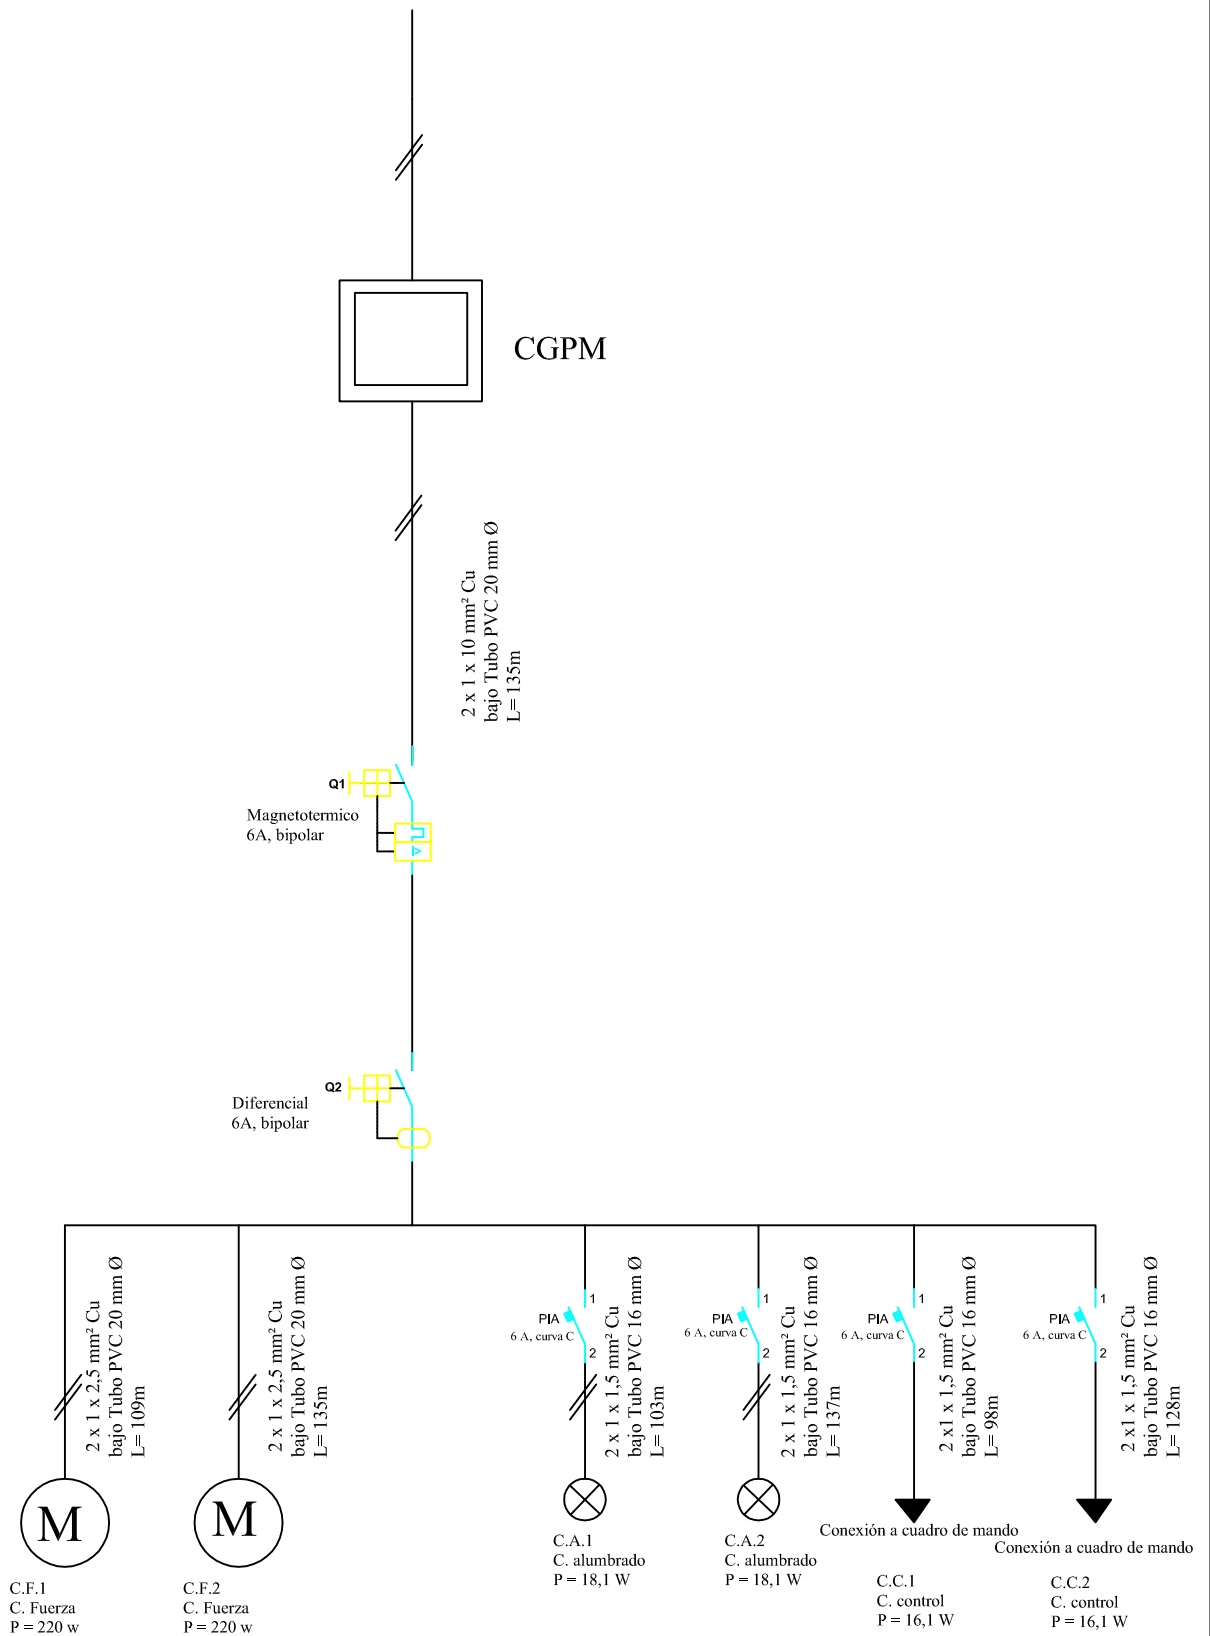 CGPM
2 x 1 x 10 mm² Cu
bajo Tubo PVC 20 mm Ø
L= 135m
Q1
Magnetotermico
6A, bipolar
Q2
Diferencial
6A, bipolar
2 x 1 x 2,5 mm² Cu
bajo Tubo PVC 20 mm Ø
L= 109m
2 x 1 x 2,5 mm² Cu
bajo Tubo PVC 20 mm Ø
L= 135m
1
PIA
6 A, curva C
2
2 x 1 x 1,5 mm² Cu
bajo Tubo PVC 16 mm Ø
L= 103m
1
PIA
6 A, curva C
2
2 x 1 x 1,5 mm² Cu
bajo Tubo PVC 16 mm Ø
L= 137m
1
PIA
6 A, curva C
2
2 x1 x 1,5 mm² Cu
bajo Tubo PVC 16 mm Ø
L= 98m
1
PIA
6 A, curva C
2
2 x1 x 1,5 mm² Cu
bajo Tubo PVC 16 mm Ø
L= 128m
M
C.F.1
C. Fuerza
P = 220 w
M
C.F.2
C. Fuerza
P = 220 w
C.A.1
C. alumbrado
P = 18,1 W
C.A.2
C. alumbrado
P = 18,1 W
Conexión a cuadro de mando
C.C.1
C. control
P = 16,1 W
Conexión a cuadro de mando
C.C.2
C. control
P = 16,1 W